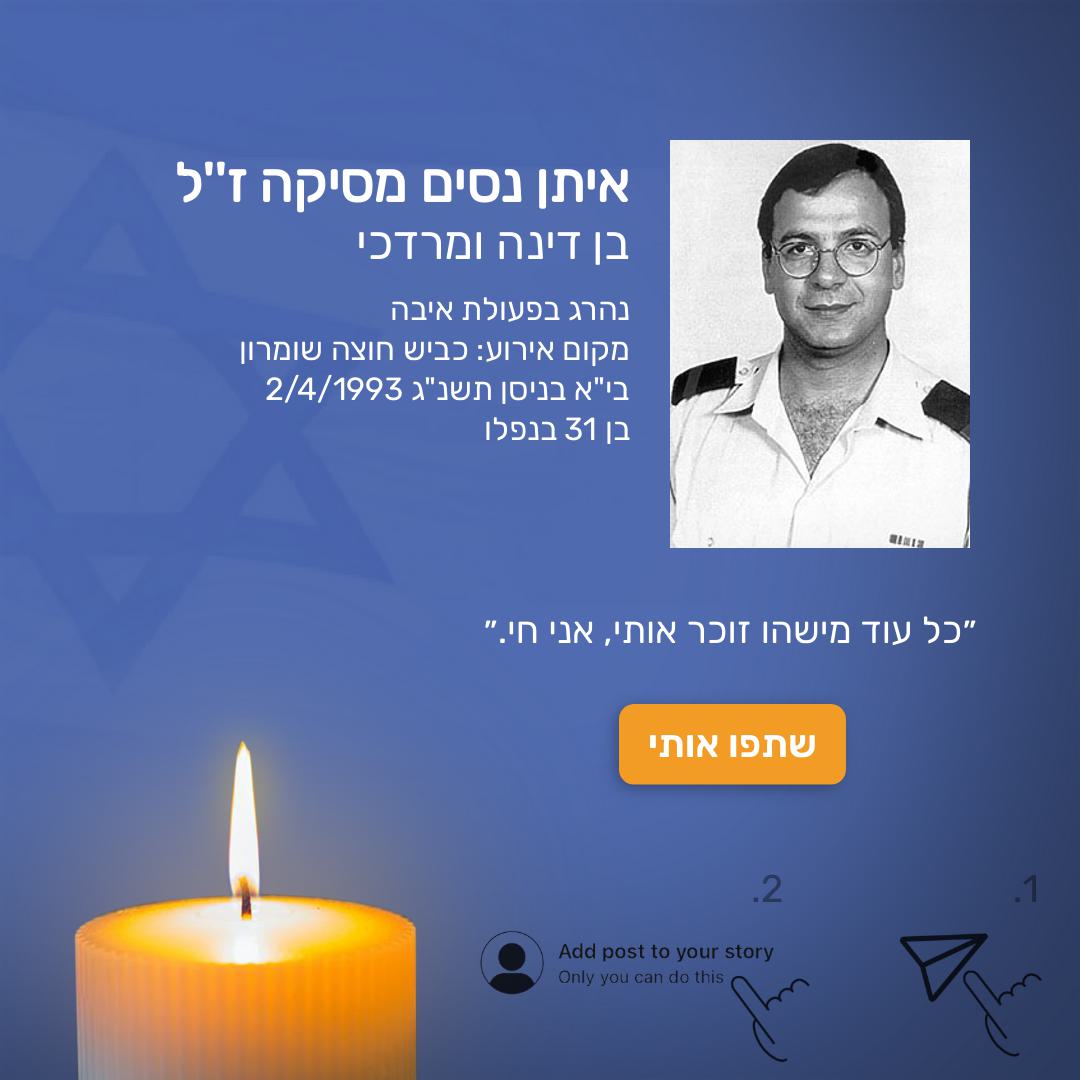 איתן נסים מסיקה ז"ל
בן דינה ומרדכי
נהרג בפעולת איבה
מקום אירוע: כביש חוצה שומרון
בי"א בניסן תשנ"ג 2/4/1993
בן 31 בנפלו
״כל עוד מישהו זוכר אותי, אני חי.״
שתפו אותי
1.
2.
Add post to your story
Only you can do this